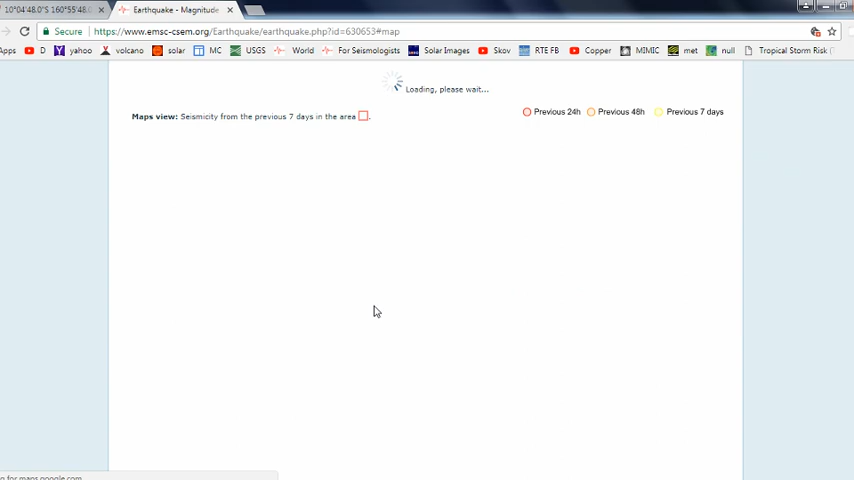 10°04'48.0"S 160°55'48.0
Earthquake - Magnitude
Secure https://www.emsc-csem.org/Earthquake/earthquake.php?id=630653#map
Apps D yahoo volcano solar MC USGS World For Seismologists Solar Images Skov RTE FB Copper MIMIC met null Tropical Storm Risk (
Loading, please wait...
Maps view: Seismicity from the previous 7 days in the area .
Previous 24h Previous 48h Previous 7 days
for maps.google.com